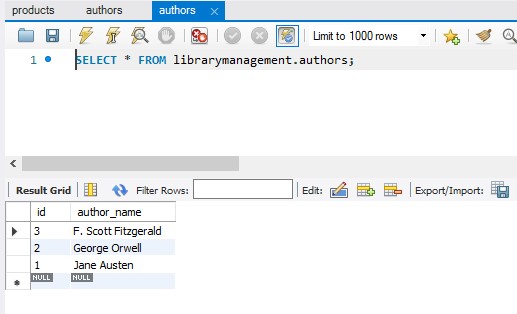 products authors authors
Limit to 1000 rows
1 SELECT * FROM librarymanagement.authors;
Result Grid Filter Rows: Edit: Export/Import:
id author_name
3 F. Scott Fitzgerald
2 George Orwell
1 Jane Austen
NULL NULL